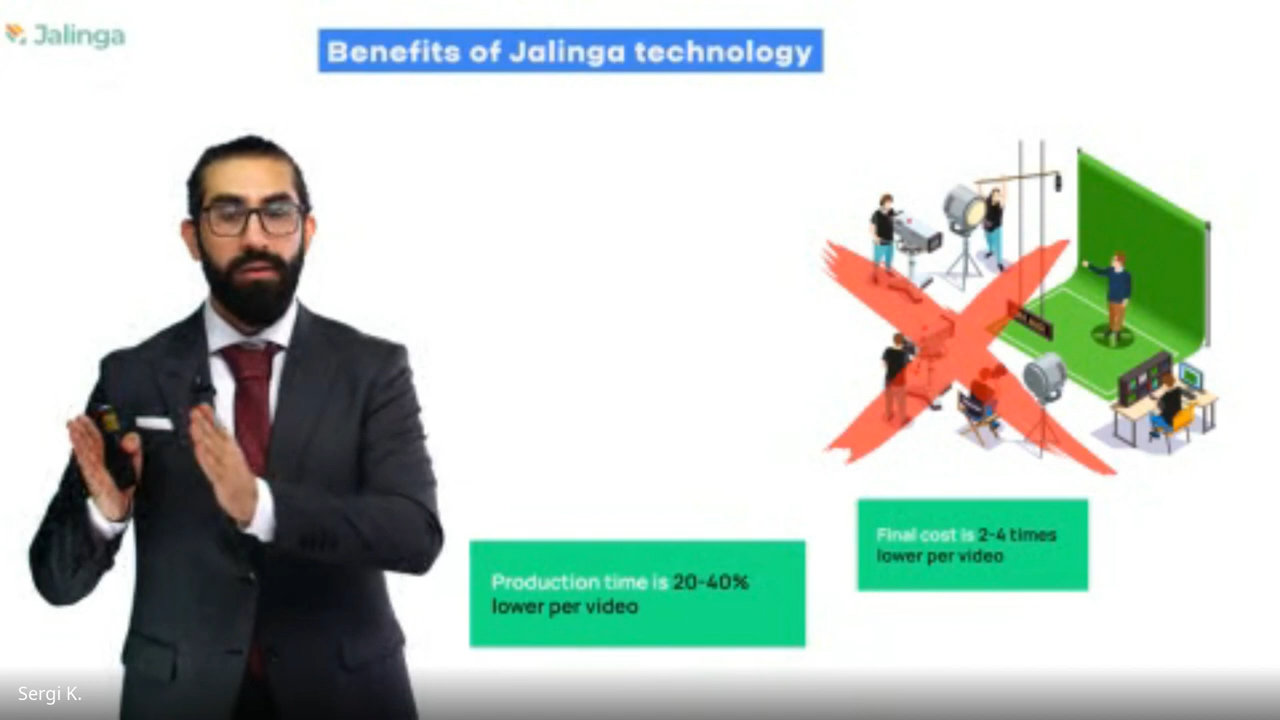 Jalinga
Benefits of Jalinga technology
Final cost is 2-4 times
lower per video
Production time is 20-40%
lower per video
Sergi K.